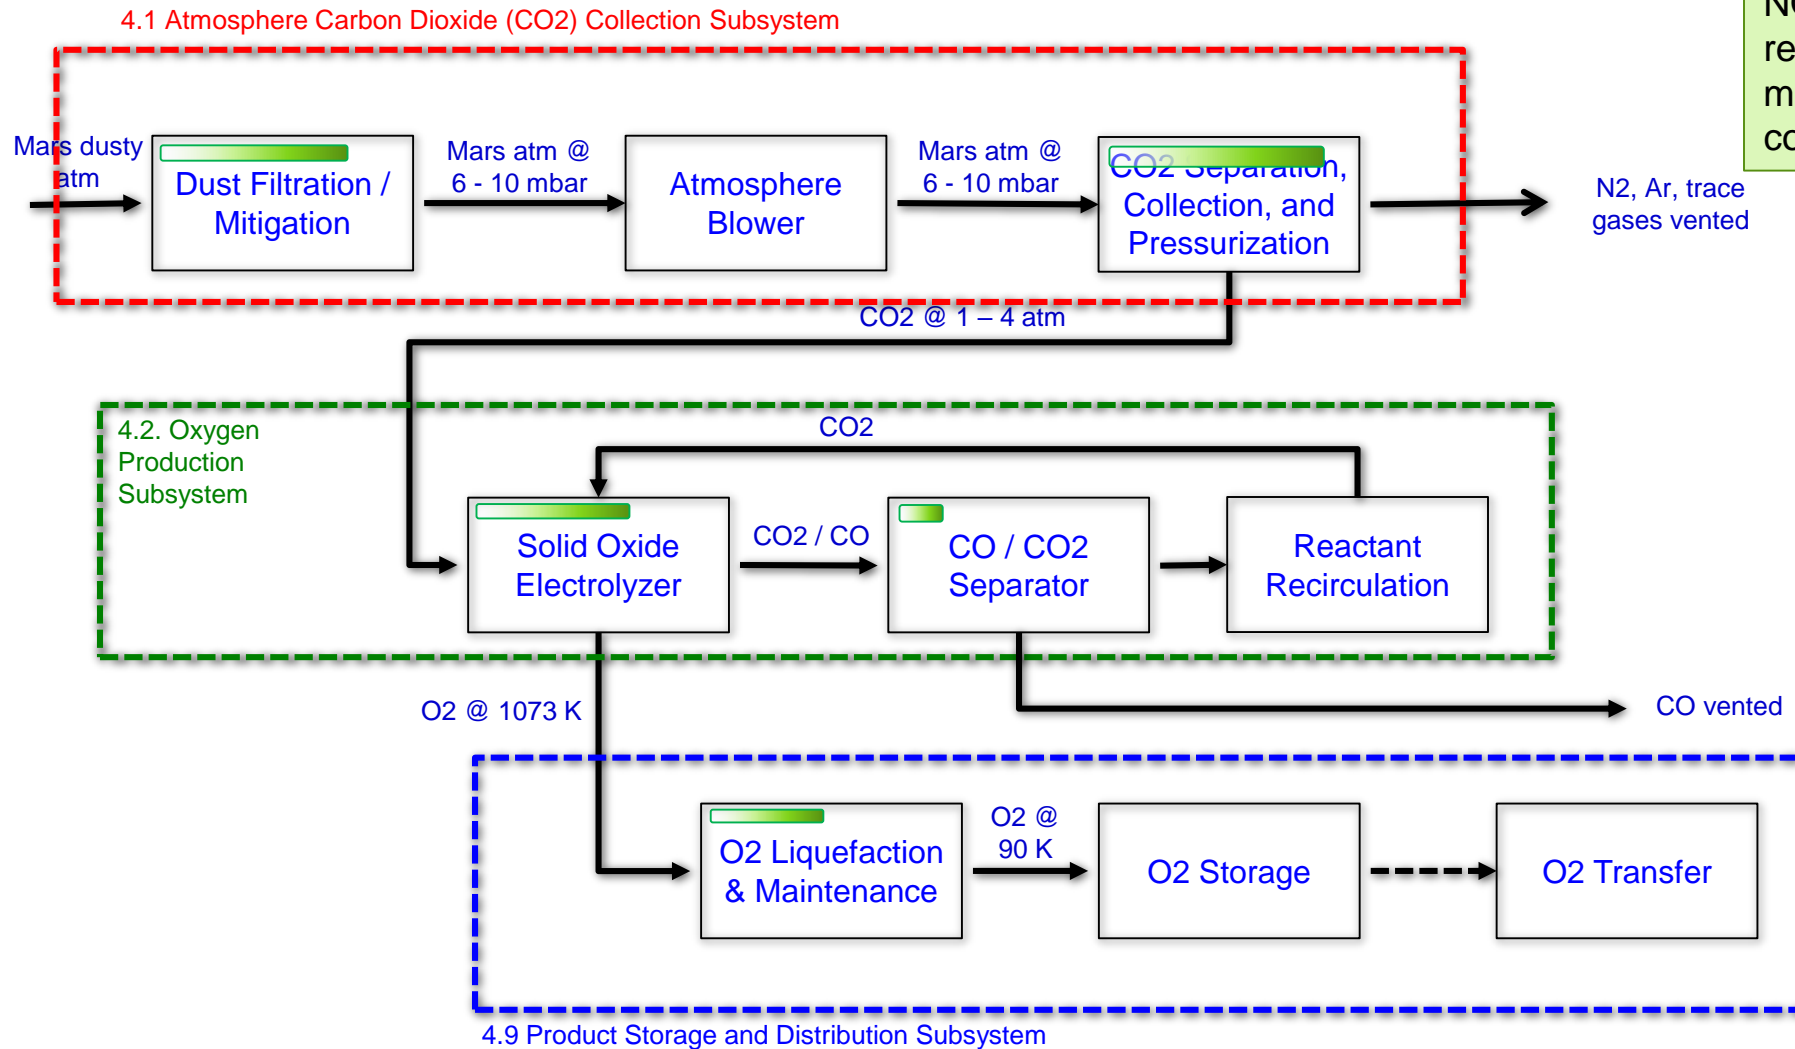 4.1 Atmosphere Carbon Dioxide (CO2) Collection Subsystem
Mars dusty
atm
Dust Filtration /
Mitigation
Mars atm @
6 - 10 mbar
Atmosphere
Blower
Mars atm @
6 - 10 mbar
CO2 Separation,
Collection, and
Pressurization
N2, Ar, trace
gases vented
CO2 @ 1 – 4 atm
4.2. Oxygen
Production
Subsystem
CO2
Solid Oxide
Electrolyzer
CO2 / CO
CO / CO2
Separator
Reactant
Recirculation
O2 @ 1073 K
CO vented
O2 Liquefaction
& Maintenance
O2 @
90 K
O2 Storage
O2 Transfer
4.9 Product Storage and Distribution Subsystem